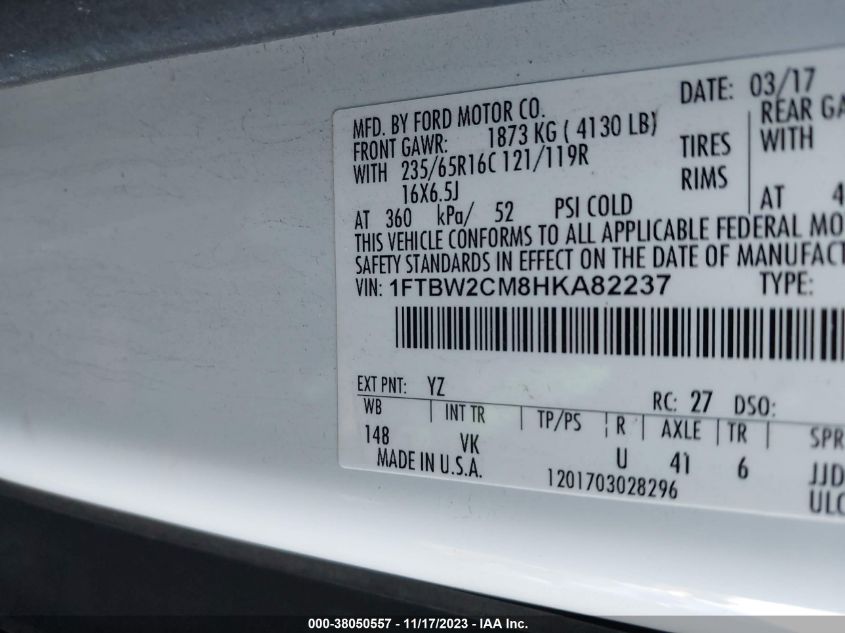 DATE: 03/17
MFD. BY FORD MOTOR CO.
FRONT GAWR: 1873 KG ( 4130 LB)
REAR GA
WITH 235/65R16C 121/119R TIRES
WITH
16X6.5J RIMS
AT 360 kPa/ 52 PSI COLD
AT 4
THIS VEHICLE CONFORMS TO ALL APPLICABLE FEDERAL MO
SAFETY STANDARDS IN EFFECT ON THE DATE OF MANUFACT
VIN: 1FTBW2CM8HKA82237 TYPE:
EXT PNT: YZ RC: 27 DSO:
WB INT TR TP/PS R AXLE TR SPR
148 VK U 41 6 JJD
MADE IN U.S.A. 1201703028296 ULC
000-38050557 - 11/17/2023 - IAA Inc.